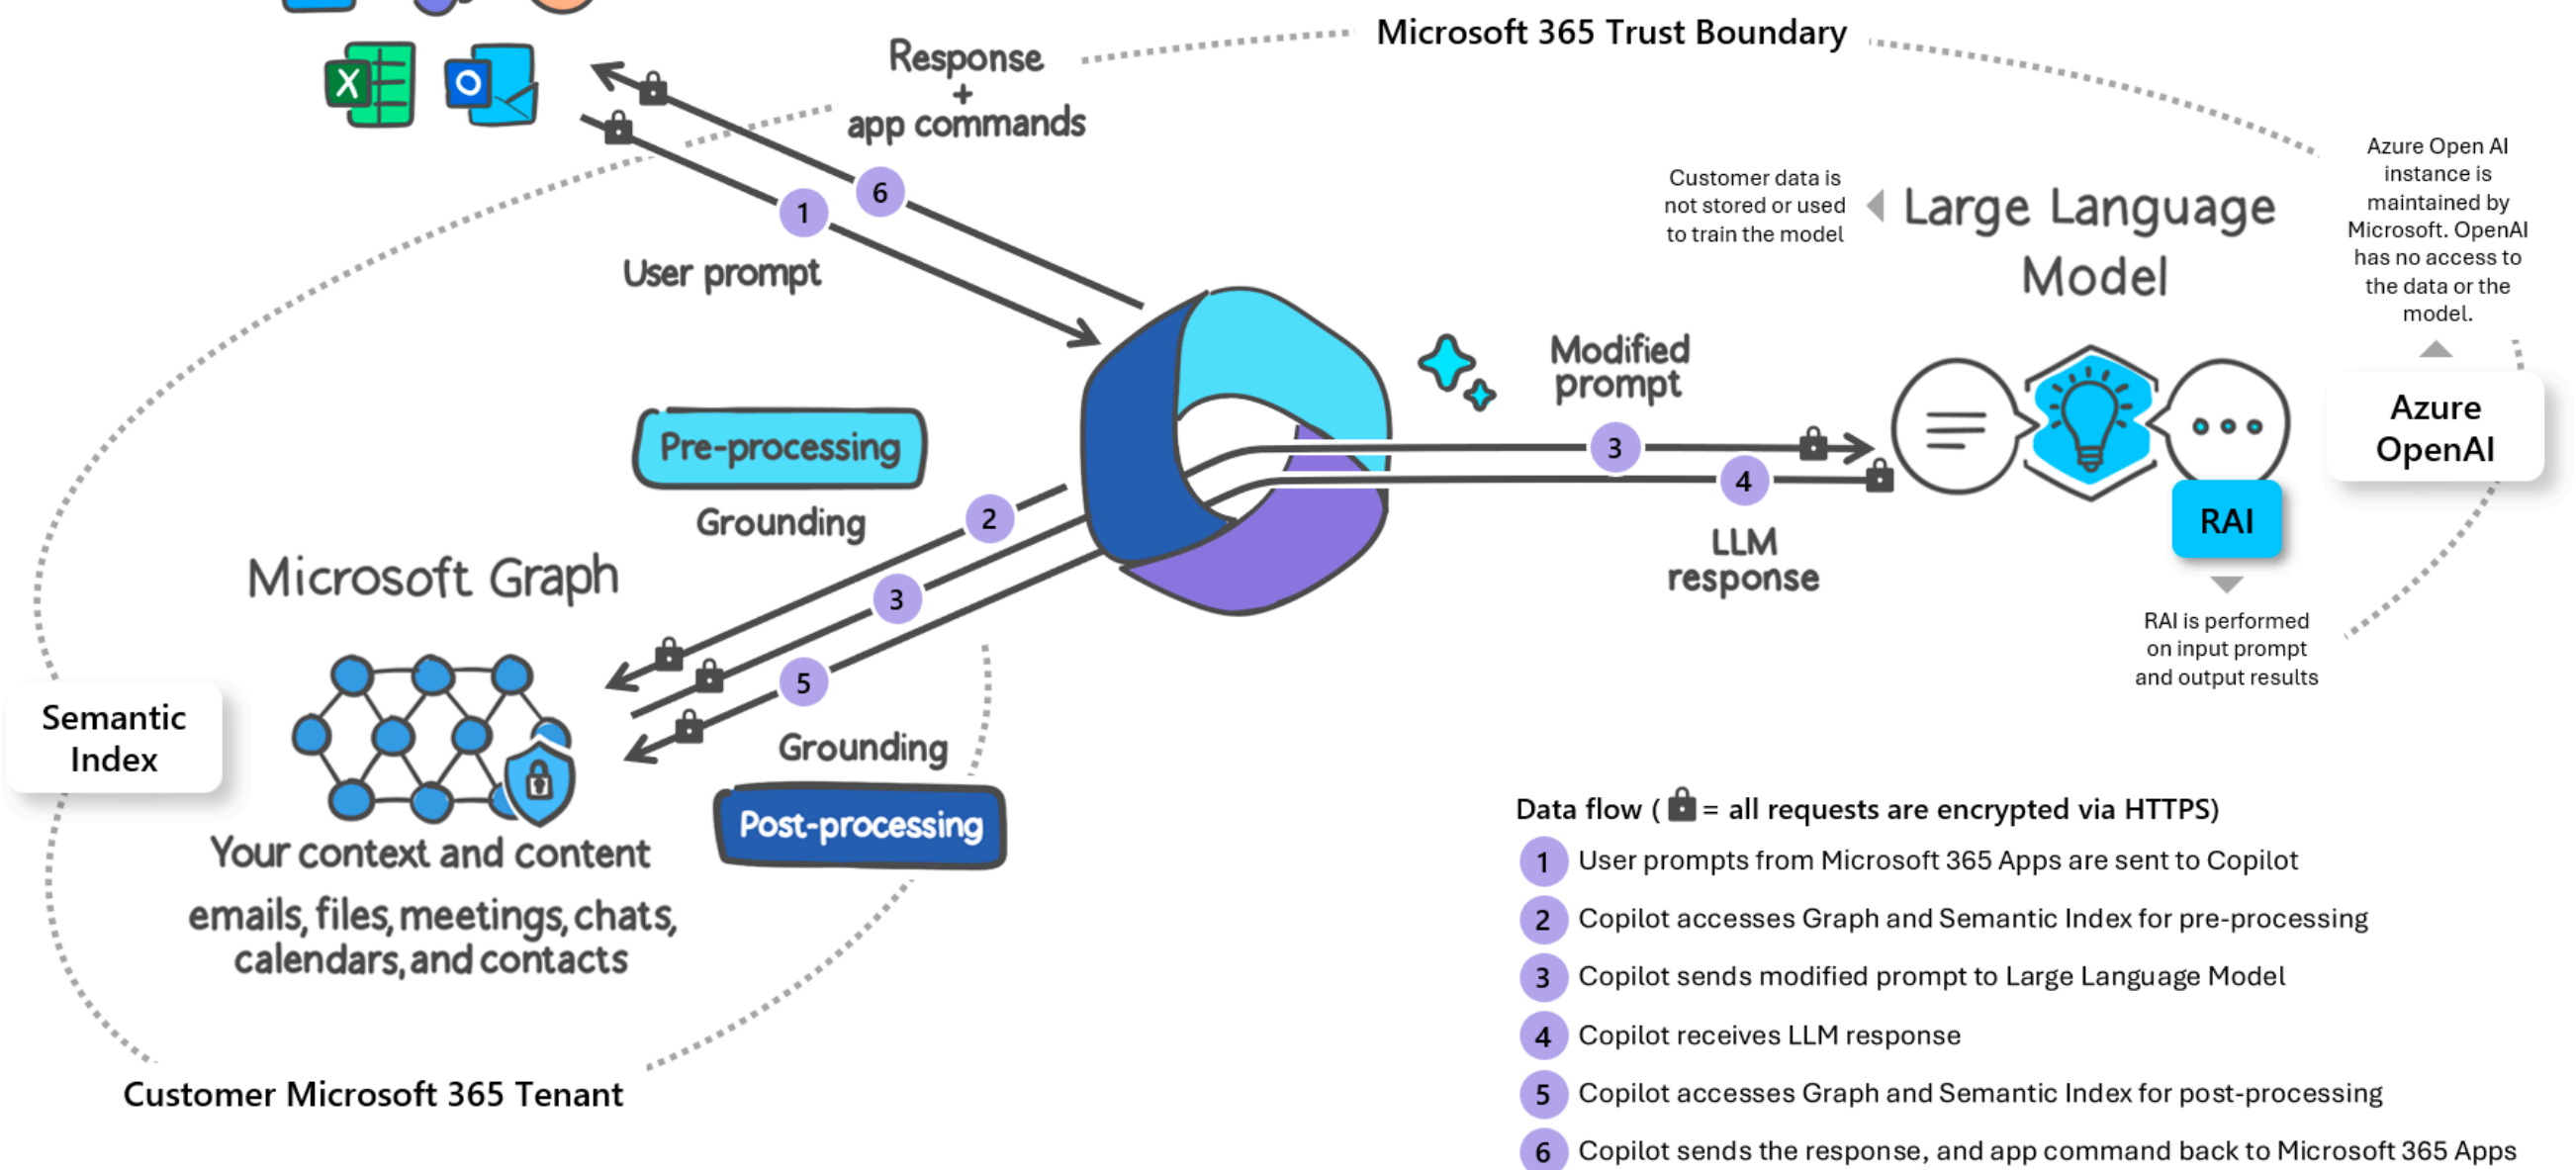 Microsoft 365 Trust Boundary
Response
+
app commands
X
O
6
1
User prompt
Customer data is
not stored or used
to train the model
Large Language
Model
Azure Open AI
instance is
maintained by
Microsoft. OpenAI
has no access to
the data or the
model.
Modified
prompt
3
4
LLM
response
Azure
OpenAI
RAI
RAI is performed
on input prompt
and output results
Pre-processing
Grounding
2
3
5
Microsoft Graph
Semantic
Index
Grounding
Post-processing
Your context and content
emails, files, meetings, chats,
calendars, and contacts
Customer Microsoft 365 Tenant
Data flow ( = all requests are encrypted via HTTPS)
1 User prompts from Microsoft 365 Apps are sent to Copilot
2 Copilot accesses Graph and Semantic Index for pre-processing
3 Copilot sends modified prompt to Large Language Model
4 Copilot receives LLM response
5 Copilot accesses Graph and Semantic Index for post-processing
6 Copilot sends the response, and app command back to Microsoft 365 Apps